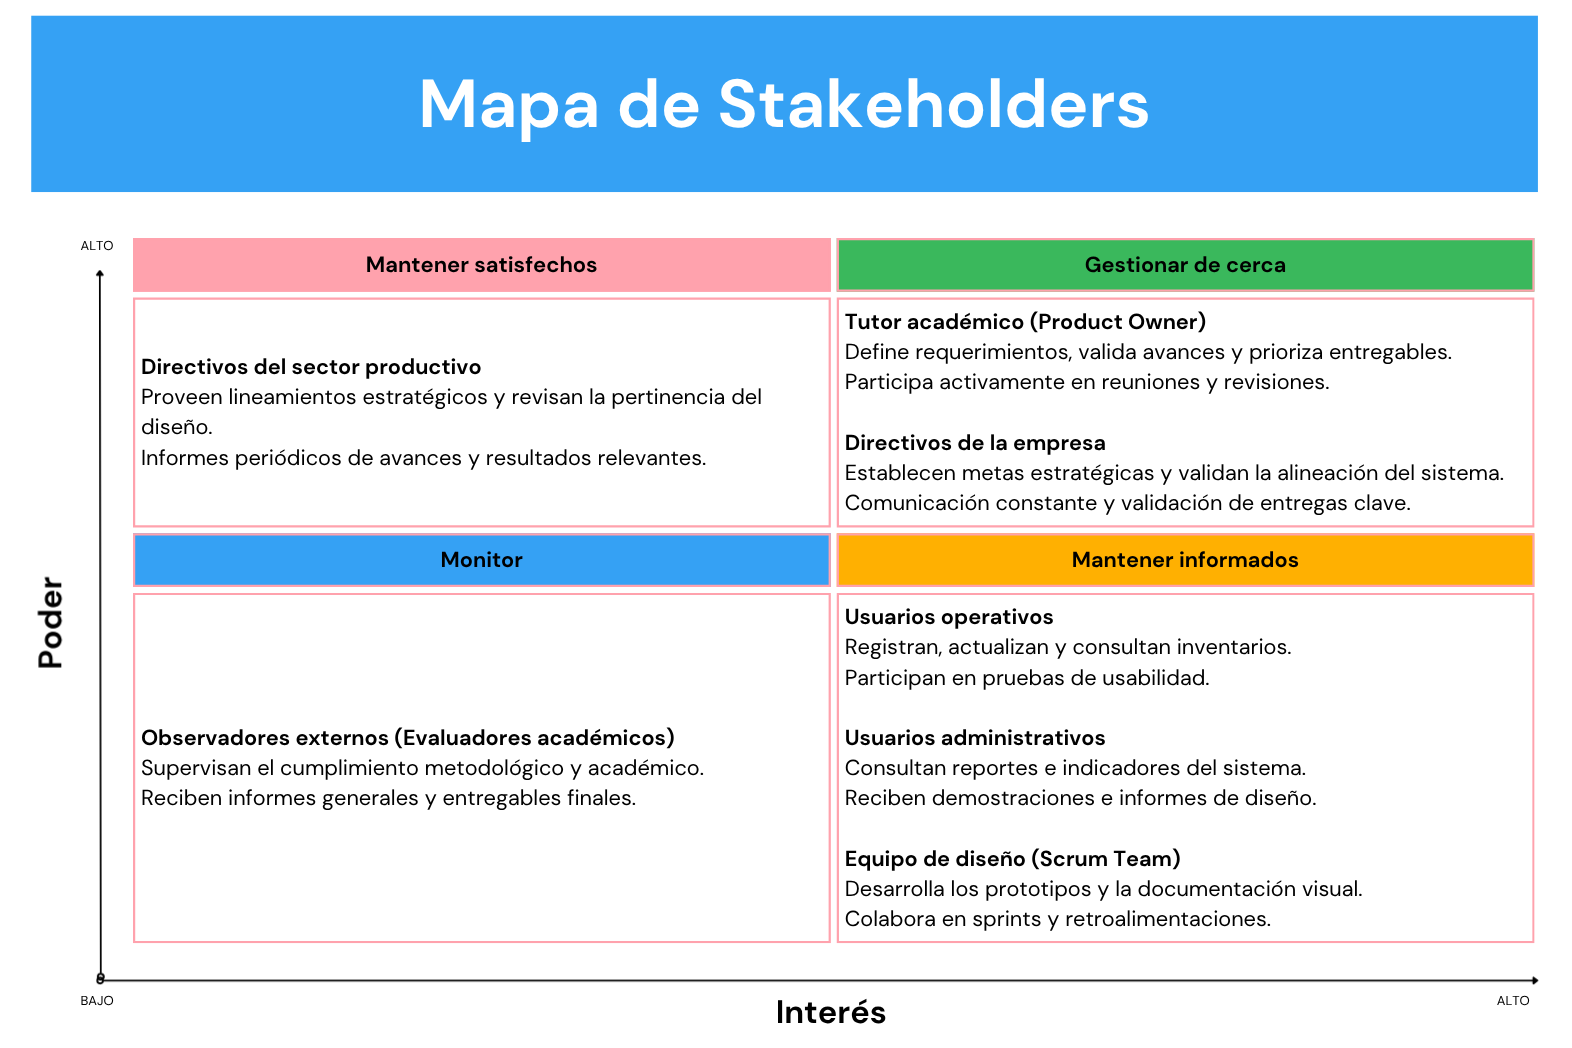 Mapa de Stakeholders
ALTO
Mantener satisfechos
Gestionar de cerca
Directivos del sector productivo
Proveen lineamientos estratégicos y revisan la pertinencia del
diseño.
Informes periódicos de avances y resultados relevantes.
Tutor académico (Product Owner)
Define requerimientos, valida avances y prioriza entregables.
Participa activamente en reuniones y revisiones.
Directivos de la empresa
Establecen metas estratégicas y validan la alineación del sistema.
Comunicación constante y validación de entregas clave.
Poder
Monitor
Mantener informados
Observadores externos (Evaluadores académicos)
Supervisan el cumplimiento metodológico y académico.
Reciben informes generales y entregables finales.
Usuarios operativos
Registran, actualizan y consultan inventarios.
Participan en pruebas de usabilidad.
Usuarios administrativos
Consultan reportes e indicadores del sistema.
Reciben demostraciones e informes de diseño.
Equipo de diseño (Scrum Team)
Desarrolla los prototipos y la documentación visual.
Colabora en sprints y retroalimentaciones.
BAJO
Interés
ALTO